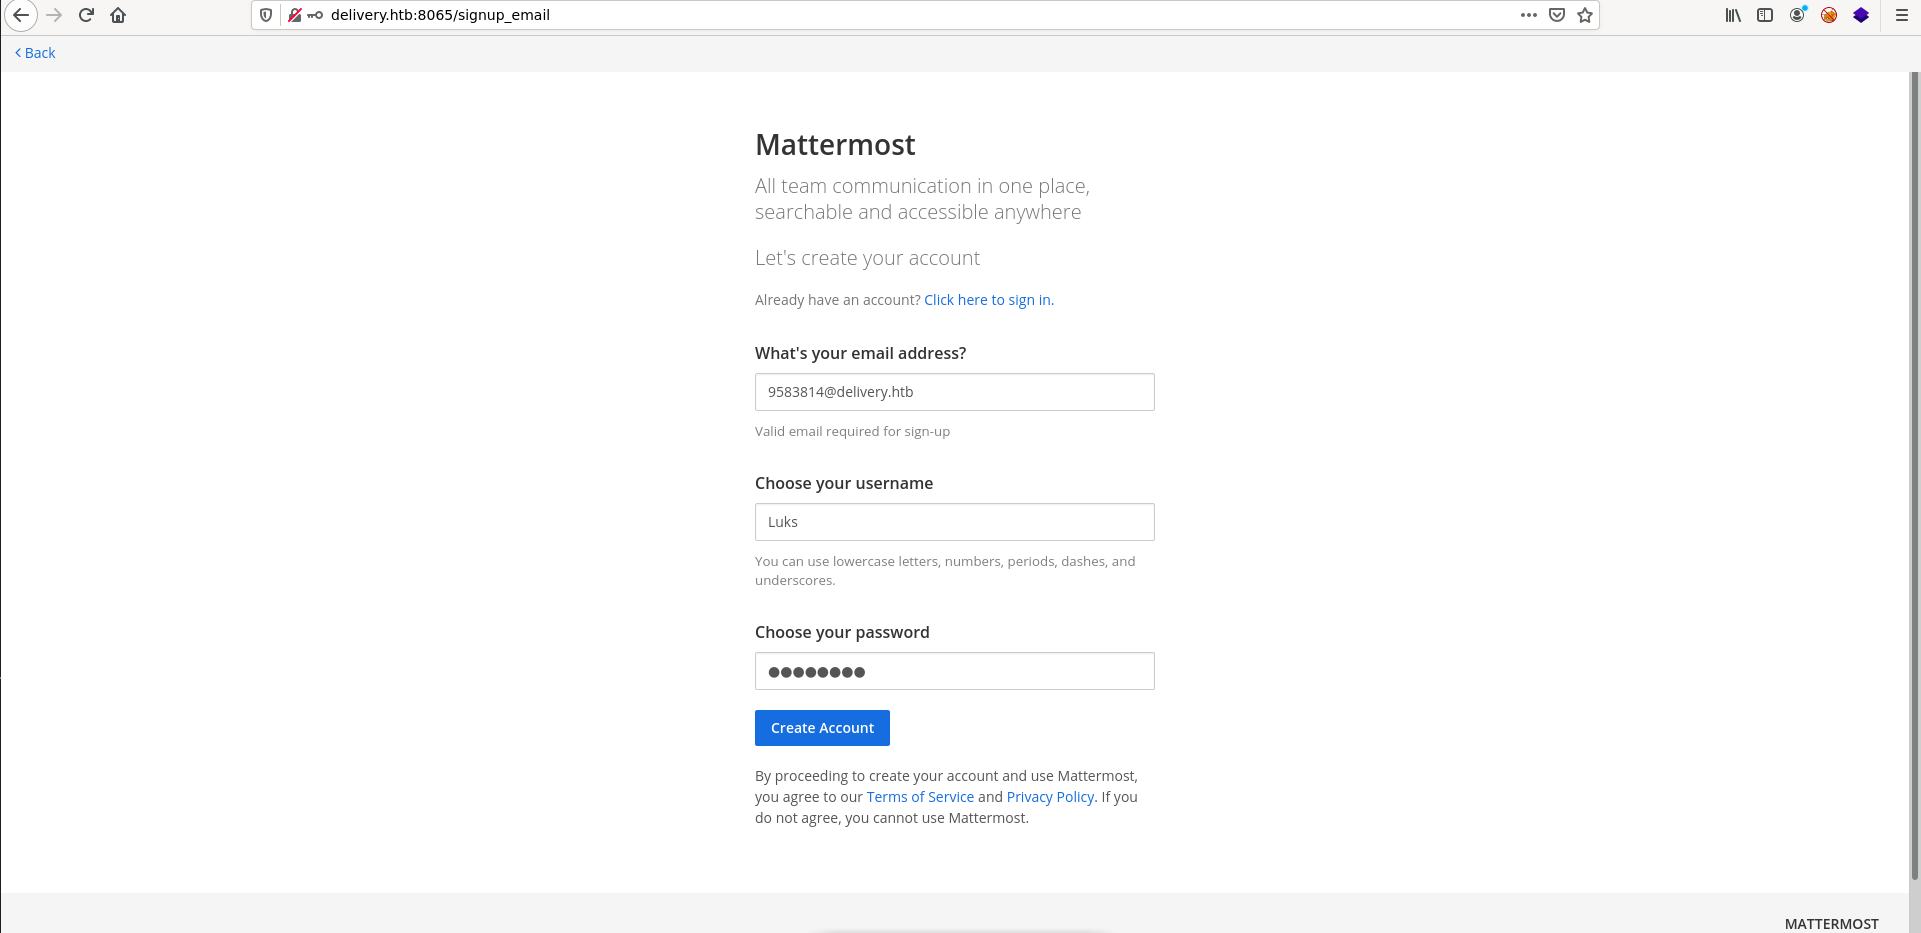 delivery.htb:8065/signup_email
Back
Mattermost
All team communication in one place,
searchable and accessible anywhere
Let's create your account
Already have an account? Click here to sign in.
What's your email address?
9583814@delivery.htb
Valid email required for sign-up
Choose your username
Luks
You can use lowercase letters, numbers, periods, dashes, and
underscores.
Choose your password
●●●●●●●●
Create Account
By proceeding to create your account and use Mattermost,
you agree to our Terms of Service and Privacy Policy. If you
do not agree, you cannot use Mattermost.
MATTERMOST